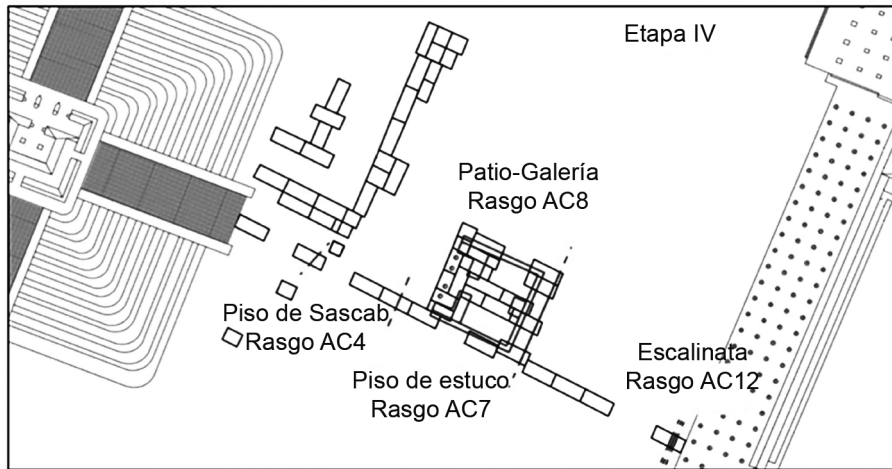 Etapa IV
Patio-Galería
Rasgo AC8
Piso de Sascab
Rasgo AC4
Escalinata
Rasgo AC12
Piso de estuco
Rasgo AC7